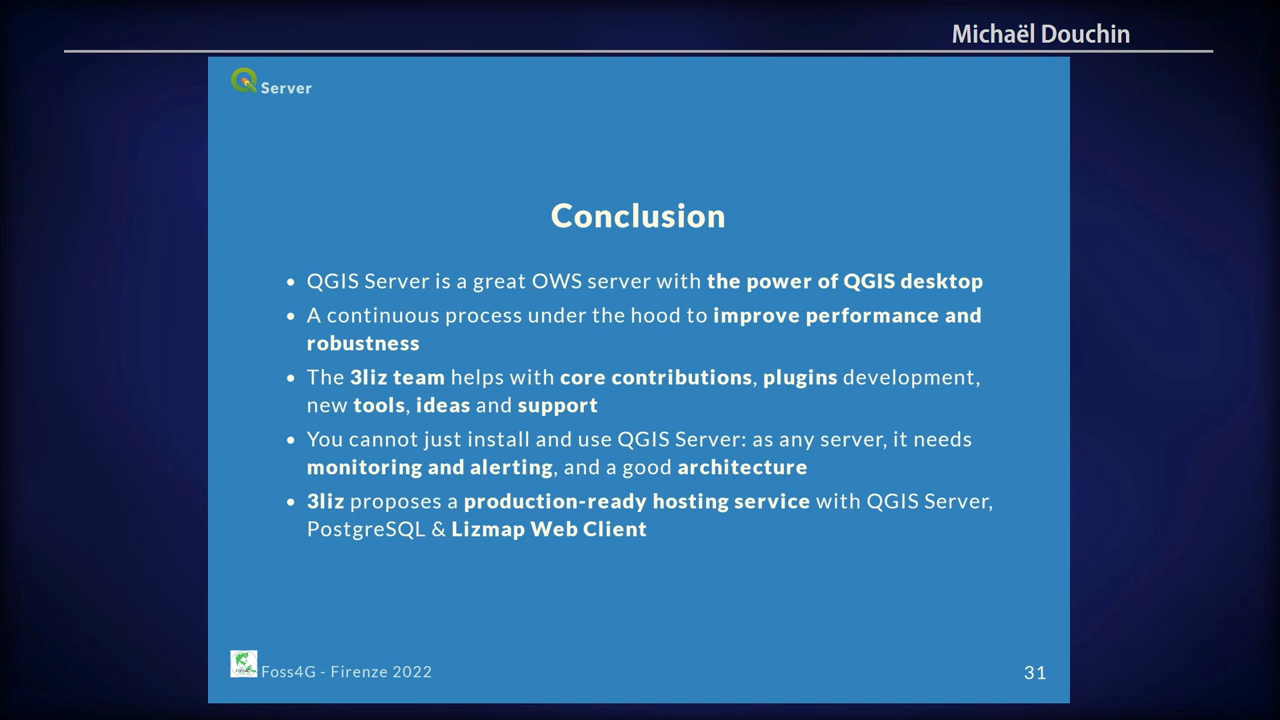 Michaël Douchin
Server
Conclusion
• QGIS Server is a great OWS server with the power of QGIS desktop
• A continuous process under the hood to improve performance and
robustness
• The 3liz team helps with core contributions, plugins development,
new tools, ideas and support
• You cannot just install and use QGIS Server: as any server, it needs
monitoring and alerting, and a good architecture
• 3liz proposes a production-ready hosting service with QGIS Server,
PostgreSQL & Lizmap Web Client
Foss4G - Firenze 2022
31